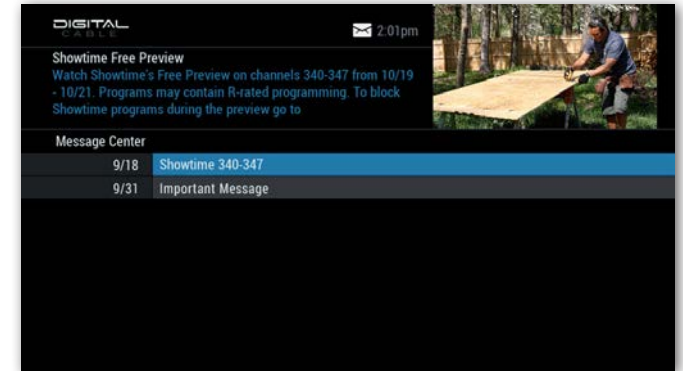 DIGITAL
CABLE
2:01pm
Showtime Free Preview
Watch Showtime's Free Preview on channels 340-347 from 10/19
- 10/21. Programs may contain R-rated programming. To block
Showtime programs during the preview go to
Message Center
9/18 Showtime 340-347
9/31 Important Message